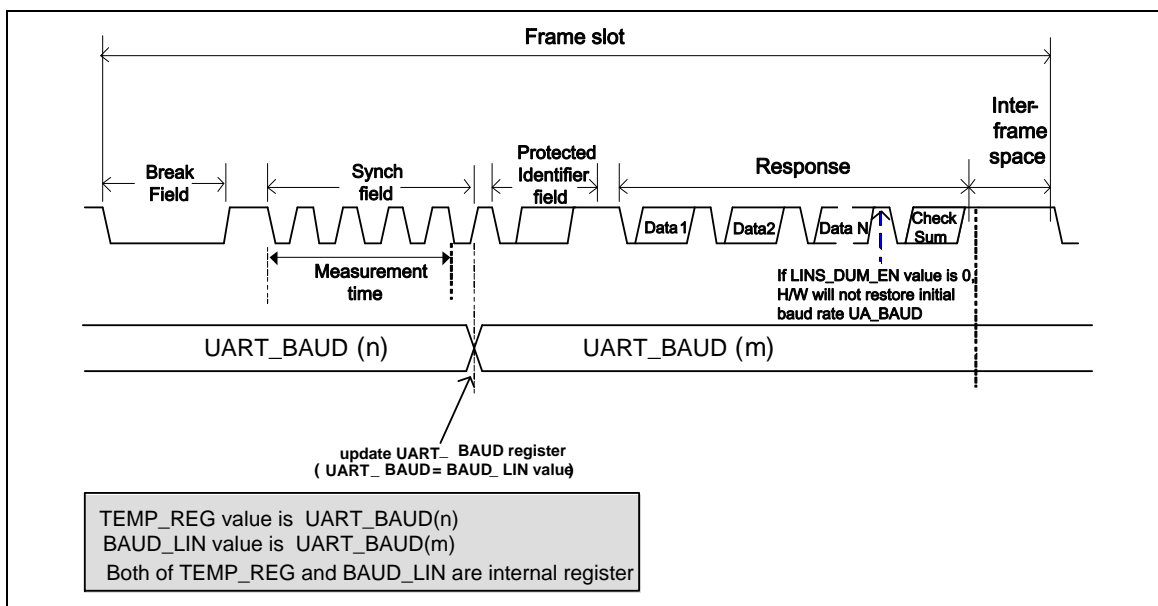 Frame slot
Inter-
frame
space
Break
Field
Synch
field
Protected
Identifier
field
Response
Data1
Data2
Data N
Check
Sum
Measurement
time
If LINS_DUM_EN value is 0,
H/W will not restore initial
baud rate UA_BAUD
UART_BAUD (n)
UART_BAUD (m)
update UART_ BAUD register
( UART_ BAUD = BAUD_ LIN value)
TEMP_REG value is UART_BAUD(n)
BAUD_LIN value is UART_BAUD(m)
Both of TEMP_REG and BAUD_LIN are internal register